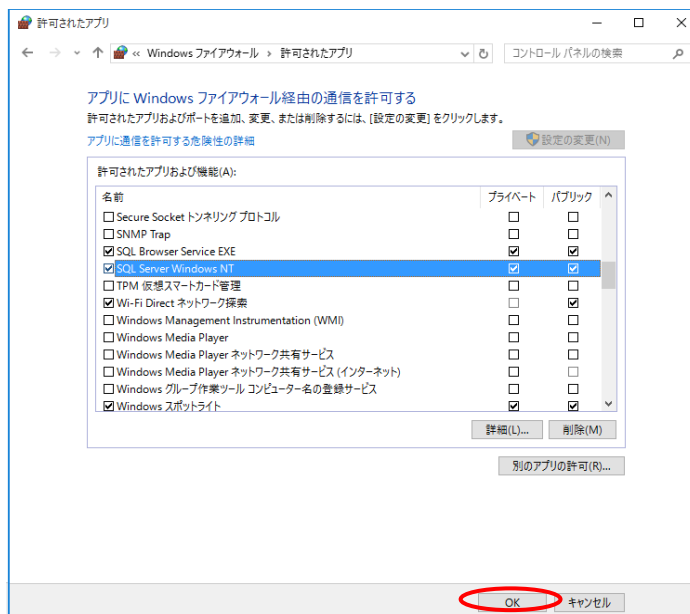 許可されたアプリ
« Windows ファイアウォール › 許可されたアプリ
コントロール パネルの検索
アプリに Windows ファイアウォール経由の通信を許可する
許可されたアプリおよびポートを追加、変更、または削除するには、[設定の変更] をクリックします。
アプリに通信を許可する危険性の詳細
設定の変更(N)
許可されたアプリおよび機能(A):
名前 プライベート パブリック
Secure Socket トンネリング プロトコル
SNMP Trap
SQL Browser Service EXE
SQL Server Windows NT
TPM 仮想スマートカード管理
Wi-Fi Direct ネットワーク探索
Windows Management Instrumentation (WMI)
Windows Media Player
Windows Media Player ネットワーク共有サービス
Windows Media Player ネットワーク共有サービス (インターネット)
Windows グループ作業ツール コンピューター名の登録サービス
Windows スポットライト
詳細(L)... 削除(M)
別のアプリの許可(R)...
OK キャンセル